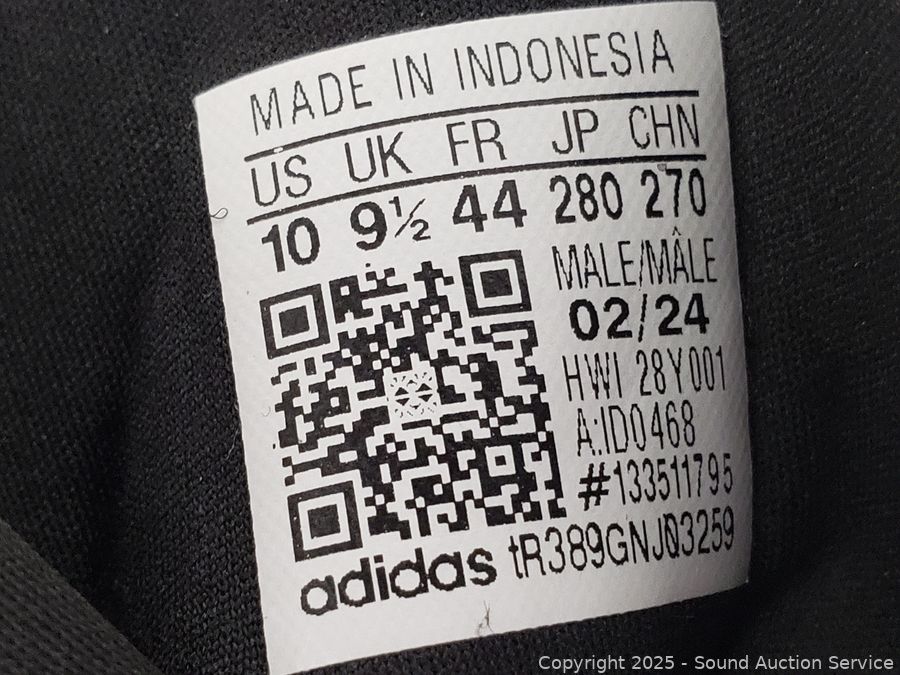 MADE IN INDONESIA
US UK FR JP CHN
10 9½ 44 280 270
MALE/MÂLE
02/24
HWI 28Y001
A:ID0468
#133511795
adidas tR389GNJQ3259
Copyright 2025 - Sound Auction Service